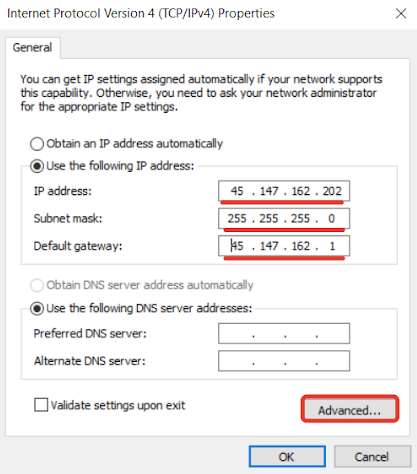 Internet Protocol Version 4 (TCP/IPv4) Properties
General
You can get IP settings assigned automatically if your network supports
this capability. Otherwise, you need to ask your network administrator
for the appropriate IP settings.
Obtain an IP address automatically
Use the following IP address:
IP address: 45 . 147 . 162 . 202
Subnet mask: 255 . 255 . 255 . 0
Default gateway: 45 . 147 . 162 . 1
Obtain DNS server address automatically
Use the following DNS server addresses:
Preferred DNS server: . . .
Alternate DNS server: . . .
Validate settings upon exit
Advanced...
OK Cancel